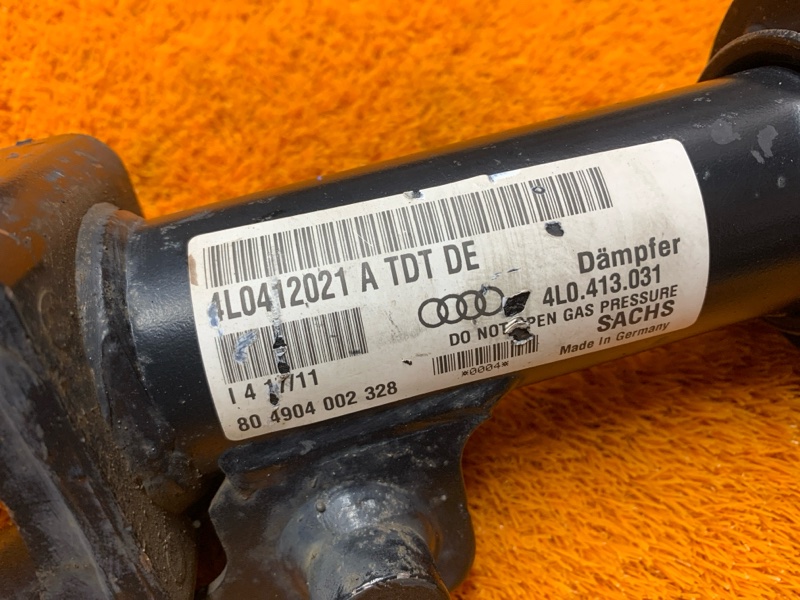 4L0412021 A TDT DE
Dämpfer
4L0.413.031
DO NOT OPEN GAS PRESSURE
SACHS
Made In Germany
*0004*
I 4 17/11
80 4904 002 328